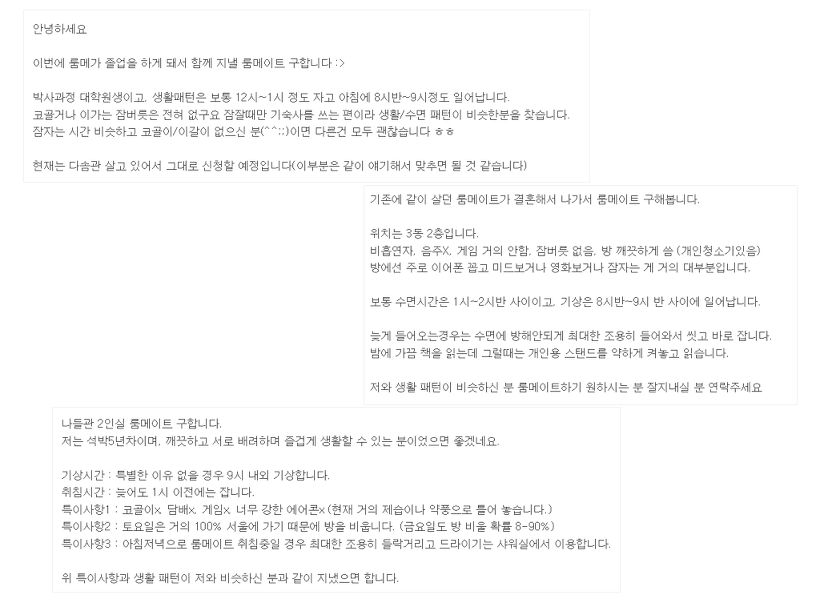 안녕하세요
이번에 룸메가 졸업을 하게 돼서 함께 지낼 룸메이트 구합니다 :>
박사과정 대학원생이고, 생활패턴은 보통 12시~1시 정도 자고 아침에 8시반~9시정도 일어납니다.
코골거나 이가는 잠버릇은 전혀 없구요 잠잘때만 기숙사를 쓰는 편이라 생활/수면 패턴이 비슷한분을 찾습니다.
잠자는 시간 비슷하고 코골이/이갈이 없으신 분(^^;;)이면 다른건 모두 괜찮습니다 ㅎㅎ
현재는 다솜관 살고 있어서 그대로 신청할 예정입니다(이부분은 같이 얘기해서 맞추면 될 것 같습니다)
기존에 같이 살던 룸메이트가 결혼해서 나가서 룸메이트 구해봅니다.
위치는 3동 2층입니다.
비흡연자, 음주X, 게임 거의 안함, 잠버릇 없음, 방 깨끗하게 씀 (개인청소기있음)
방에선 주로 이어폰 꼽고 미드보거나 영화보거나 잠자는 게 거의 대부분입니다.
보통 수면시간은 1시~2시반 사이이고, 기상은 8시반~9시 반 사이에 일어납니다.
늦게 들어오는경우는 수면에 방해안되게 최대한 조용히 들어와서 씻고 바로 잡니다.
밤에 가끔 책을 읽는데 그럴때는 개인용 스탠드를 약하게 켜놓고 읽습니다.
저와 생활 패턴이 비슷하신 분 룸메이트하기 원하시는 분 잘지내실 분 연락주세요
나들관 2인실 룸메이트 구합니다.
저는 석박5년차이며, 깨끗하고 서로 배려하며 즐겁게 생활할 수 있는 분이었으면 좋겠네요.
기상시간 : 특별한 이유 없을 경우 9시 내외 기상합니다.
취침시간 : 늦어도 1시 이전에는 잡니다.
특이사항1 : 코골이x, 담배x, 게임x, 너무 강한 에어콘x (현재 거의 제습이나 약풍으로 틀어 놓습니다.)
특이사항2 : 토요일은 거의 100% 서울에 가기 때문에 방을 비웁니다. (금요일도 방 비울 확률 8-90%)
특이사항3 : 아침저녁으로 룸메이트 취침중일 경우 최대한 조용히 들락거리고 드라이기는 샤워실에서 이용합니다.
위 특이사항과 생활 패턴이 저와 비슷하신 분과 같이 지냈으면 합니다.